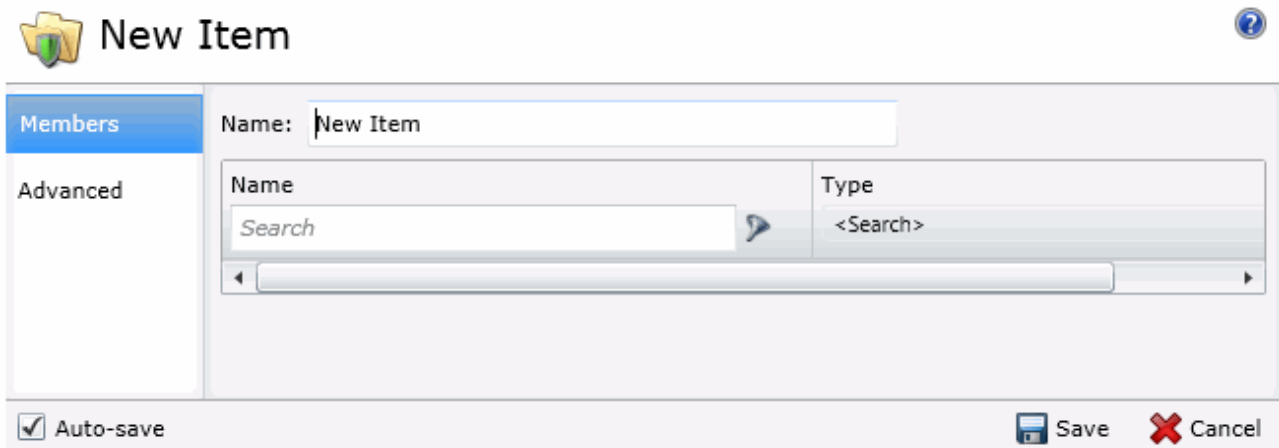 New Item
Members
Advanced
Name: New Item
Name Type
Search <Search>
Auto-save Save Cancel